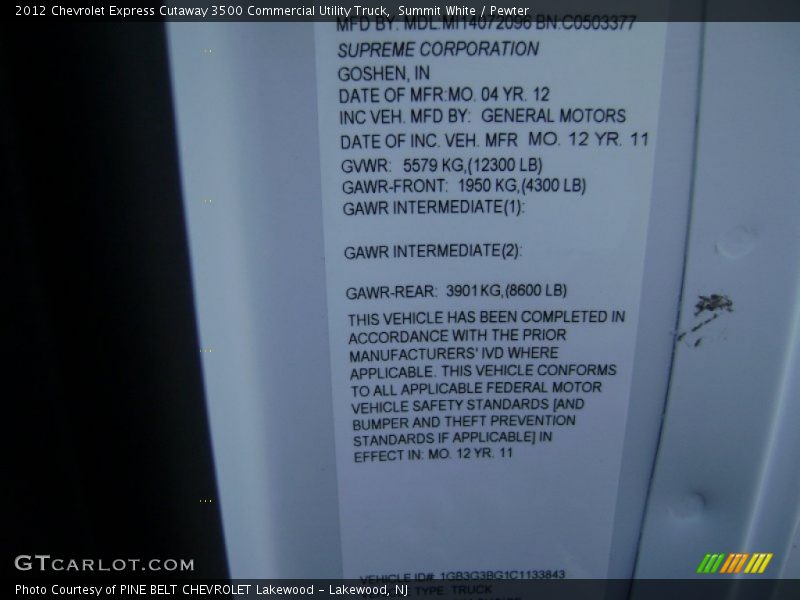 2012 Chevrolet Express Cutaway 3500 Commercial Utility Truck, Summit White / Pewter
MFD BY: MDL.MI14072096 BN.C0503377
SUPREME CORPORATION
GOSHEN, IN
DATE OF MFR:MO. 04 YR. 12
INC VEH. MFD BY: GENERAL MOTORS
DATE OF INC. VEH. MFR MO. 12 YR. 11
GVWR: 5579 KG,(12300 LB)
GAWR-FRONT: 1950 KG,(4300 LB)
GAWR INTERMEDIATE(1):
GAWR INTERMEDIATE(2):
GAWR-REAR: 3901 KG,(8600 LB)
THIS VEHICLE HAS BEEN COMPLETED IN
ACCORDANCE WITH THE PRIOR
MANUFACTURERS' IVD WHERE
APPLICABLE. THIS VEHICLE CONFORMS
TO ALL APPLICABLE FEDERAL MOTOR
VEHICLE SAFETY STANDARDS [AND
BUMPER AND THEFT PREVENTION
STANDARDS IF APPLICABLE] IN
EFFECT IN: MO. 12 YR. 11
VEHICLE ID# 1GB3G3BG1C1133843
TYPE TRUCK
GTCARLOT.COM
Photo Courtesy of PINE BELT CHEVROLET Lakewood - Lakewood, NJ